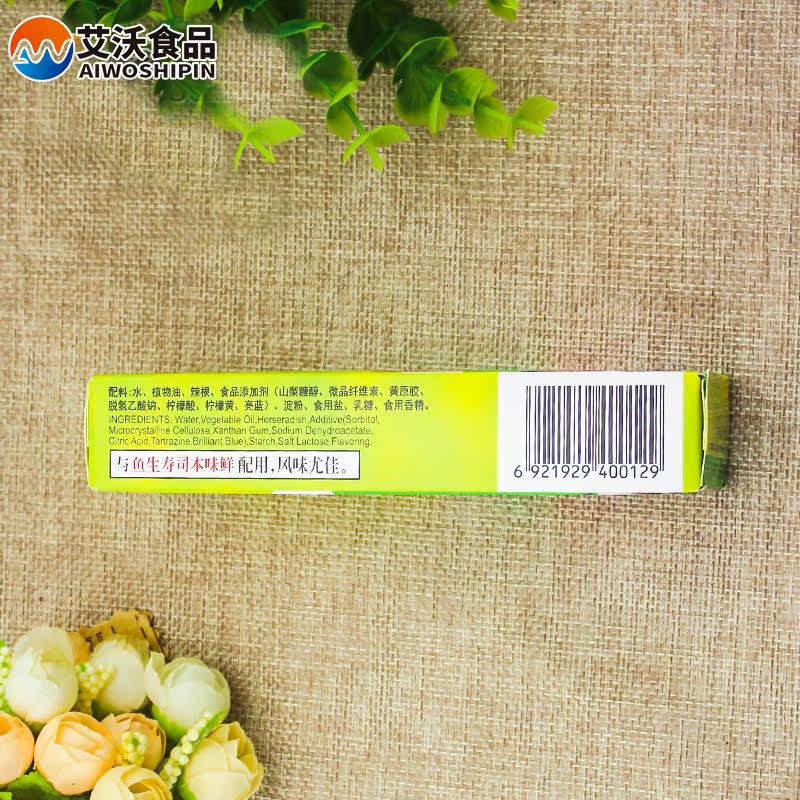 艾沃食品
AIWOSHIPIN
配料:水、植物油、辣根、食品添加剂(山梨糖醇、微晶纤维素、黄原胶、
脱氢乙酸钠、柠檬酸、柠檬黄、亮蓝)、淀粉、食用盐、乳糖、食用香精。
INGREDIENTS: Water,Vegelable Oil,Horseradish,Additive(Sorbitol,
Microcrystalline Cellulose,Xanthan Gum,Sodium Dehydroacetate,
Citric Acid,Tartrazine,Brilliant Blue),Starch,Salt Lactose,Flavoring.
与鱼生寿司本味鲜配用,风味尤佳。
6 921929 400129